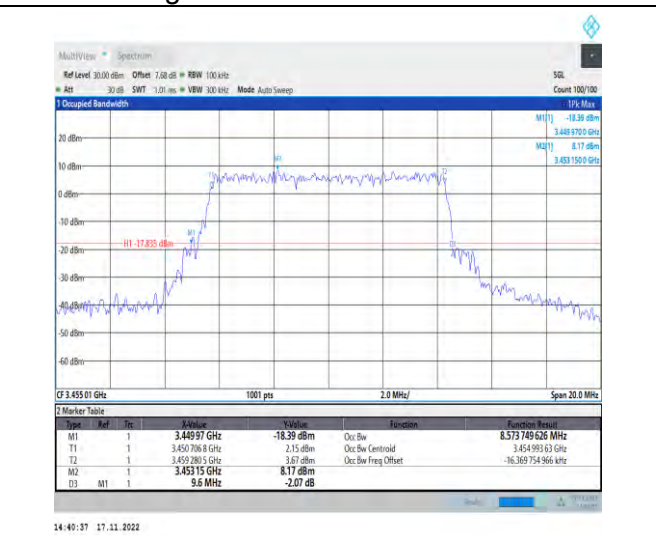 MultiView Spectrum
Ref Level 30.00 dBm Offset 7.68 dB RBW 100 kHz SGL
Att 30 dB SWT 1.01 ms VBW 300 kHz Mode Auto Sweep Count 100/100
1 Occupied Bandwidth 1Pk Max
M1[1] -18.39 dBm
3.449 970 0 GHz
M2[1] 8.17 dBm
3.453 150 0 GHz
20 dBm
10 dBm
0 dBm
-10 dBm
-20 dBm
-30 dBm
-40 dBm
-50 dBm
-60 dBm
H1 -17.835 dBm
M2
T1
T2
M1
D3
CF 3.455 01 GHz 1001 pts 2.0 MHz/ Span 20.0 MHz
2 Marker Table
Type Ref Trc X-Value Y-Value Function Function Result
M1 1 3.449 97 GHz -18.39 dBm Occ Bw 8.573 749 626 MHz
T1 1 3.450 706 8 GHz 2.15 dBm Occ Bw Centroid 3.454 993 63 GHz
T2 1 3.459 280 5 GHz 3.67 dBm Occ Bw Freq Offset -16.369 754 966 kHz
M2 1 3.453 15 GHz 8.17 dBm
D3 M1 1 9.6 MHz -2.07 dB
14:40:37 17.11.2022